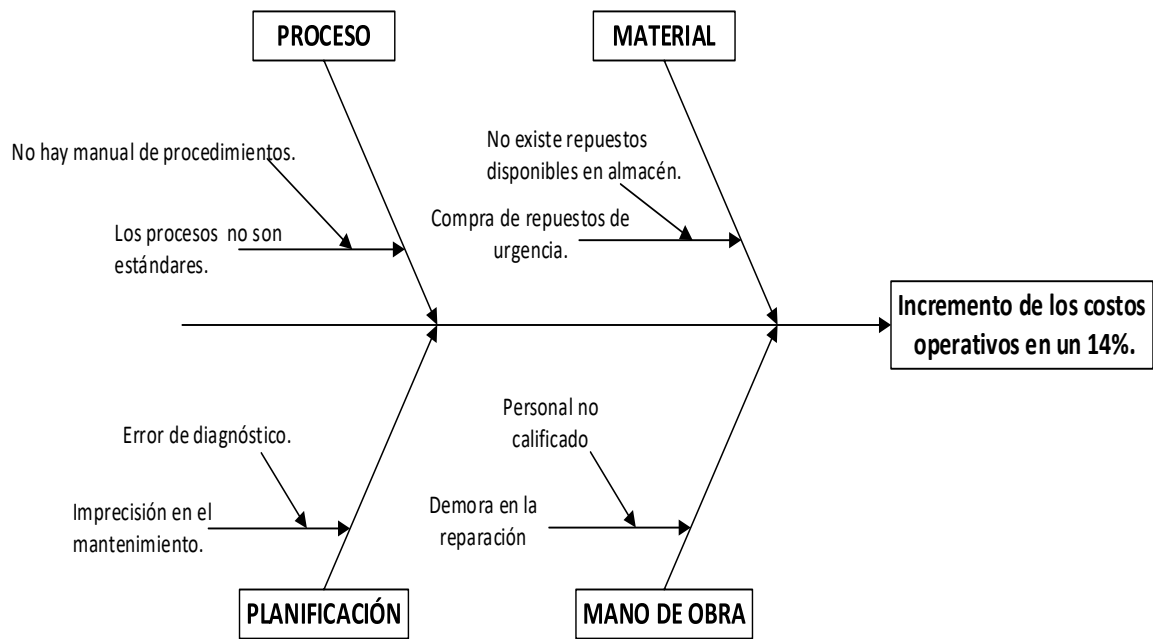 PROCESO
MATERIAL
No hay manual de procedimientos.
Los procesos no son
estándares.
No existe repuestos
disponibles en almacén.
Compra de repuestos de
urgencia.
Incremento de los costos
operativos en un 14%.
Error de diagnóstico.
Imprecisión en el
mantenimiento.
Personal no
calificado
Demora en la
reparación
PLANIFICACIÓN
MANO DE OBRA